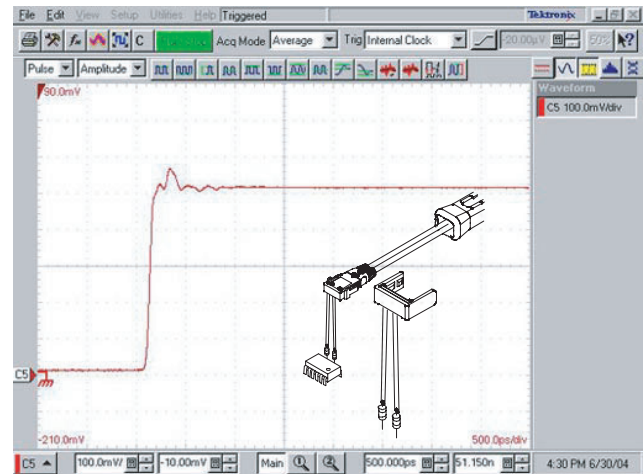 File Edit View Setup Utilities Help Triggered Tektronix
C Acq Mode Average Trig Internal Clock -20.00µV 50% ?
Pulse Amplitude
90.0mV
Waveform
C5 100.0mV/div
C5
-210.0mV 500.0ps/div
C5 100.0mV/ -10.00mV Main 1 2 500.000ps 51.150n 4:30 PM 6/30/04